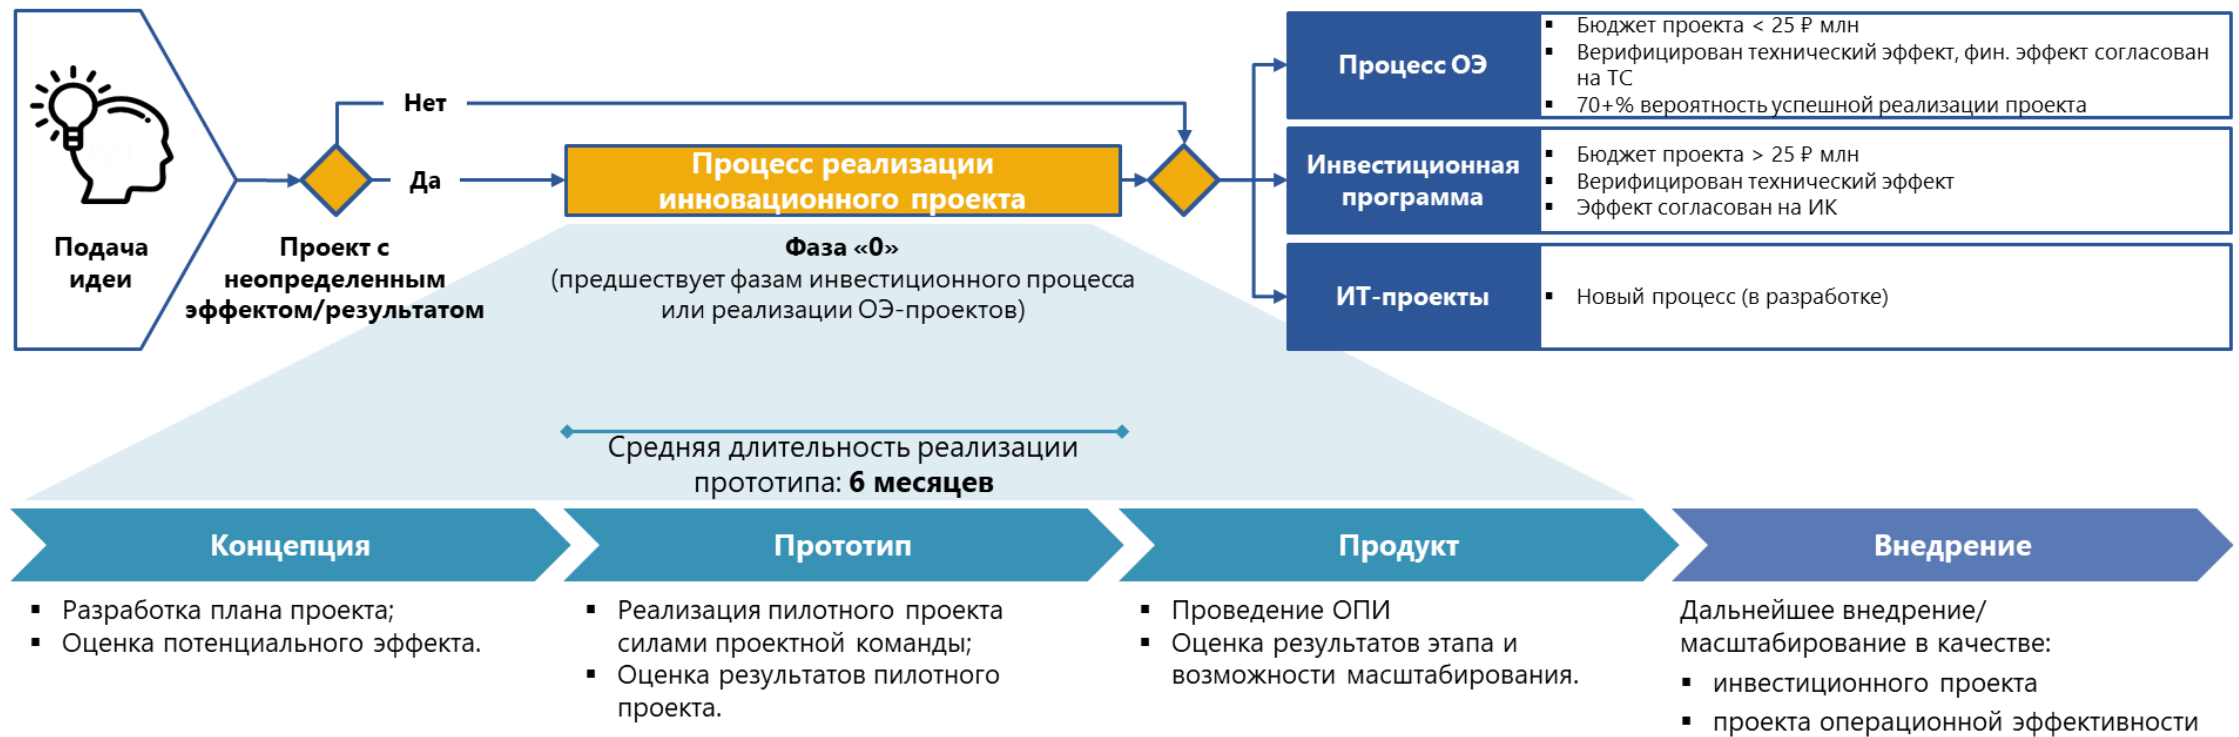 Подача
идеи
Проект с
неопределенным
эффектом/результатом
Нет
Да
Процесс реализации
инновационного проекта
Фаза «0»
(предшествует фазам инвестиционного процесса
или реализации ОЭ-проектов)
Процесс ОЭ
▪ Бюджет проекта < 25 ₽ млн
▪ Верифицирован технический эффект, фин. эффект согласован
на ТС
▪ 70+% вероятность успешной реализации проекта
Инвестиционная
программа
▪ Бюджет проекта > 25 ₽ млн
▪ Верифицирован технический эффект
▪ Эффект согласован на ИК
ИТ-проекты
▪ Новый процесс (в разработке)
Средняя длительность реализации
прототипа: 6 месяцев
Концепция
▪ Разработка плана проекта;
▪ Оценка потенциального эффекта.
Прототип
▪ Реализация пилотного проекта
силами проектной команды;
▪ Оценка результатов пилотного
проекта.
Продукт
▪ Проведение ОПИ
▪ Оценка результатов этапа и
возможности масштабирования.
Внедрение
Дальнейшее внедрение/
масштабирование в качестве:
▪ инвестиционного проекта
▪ проекта операционной эффективности